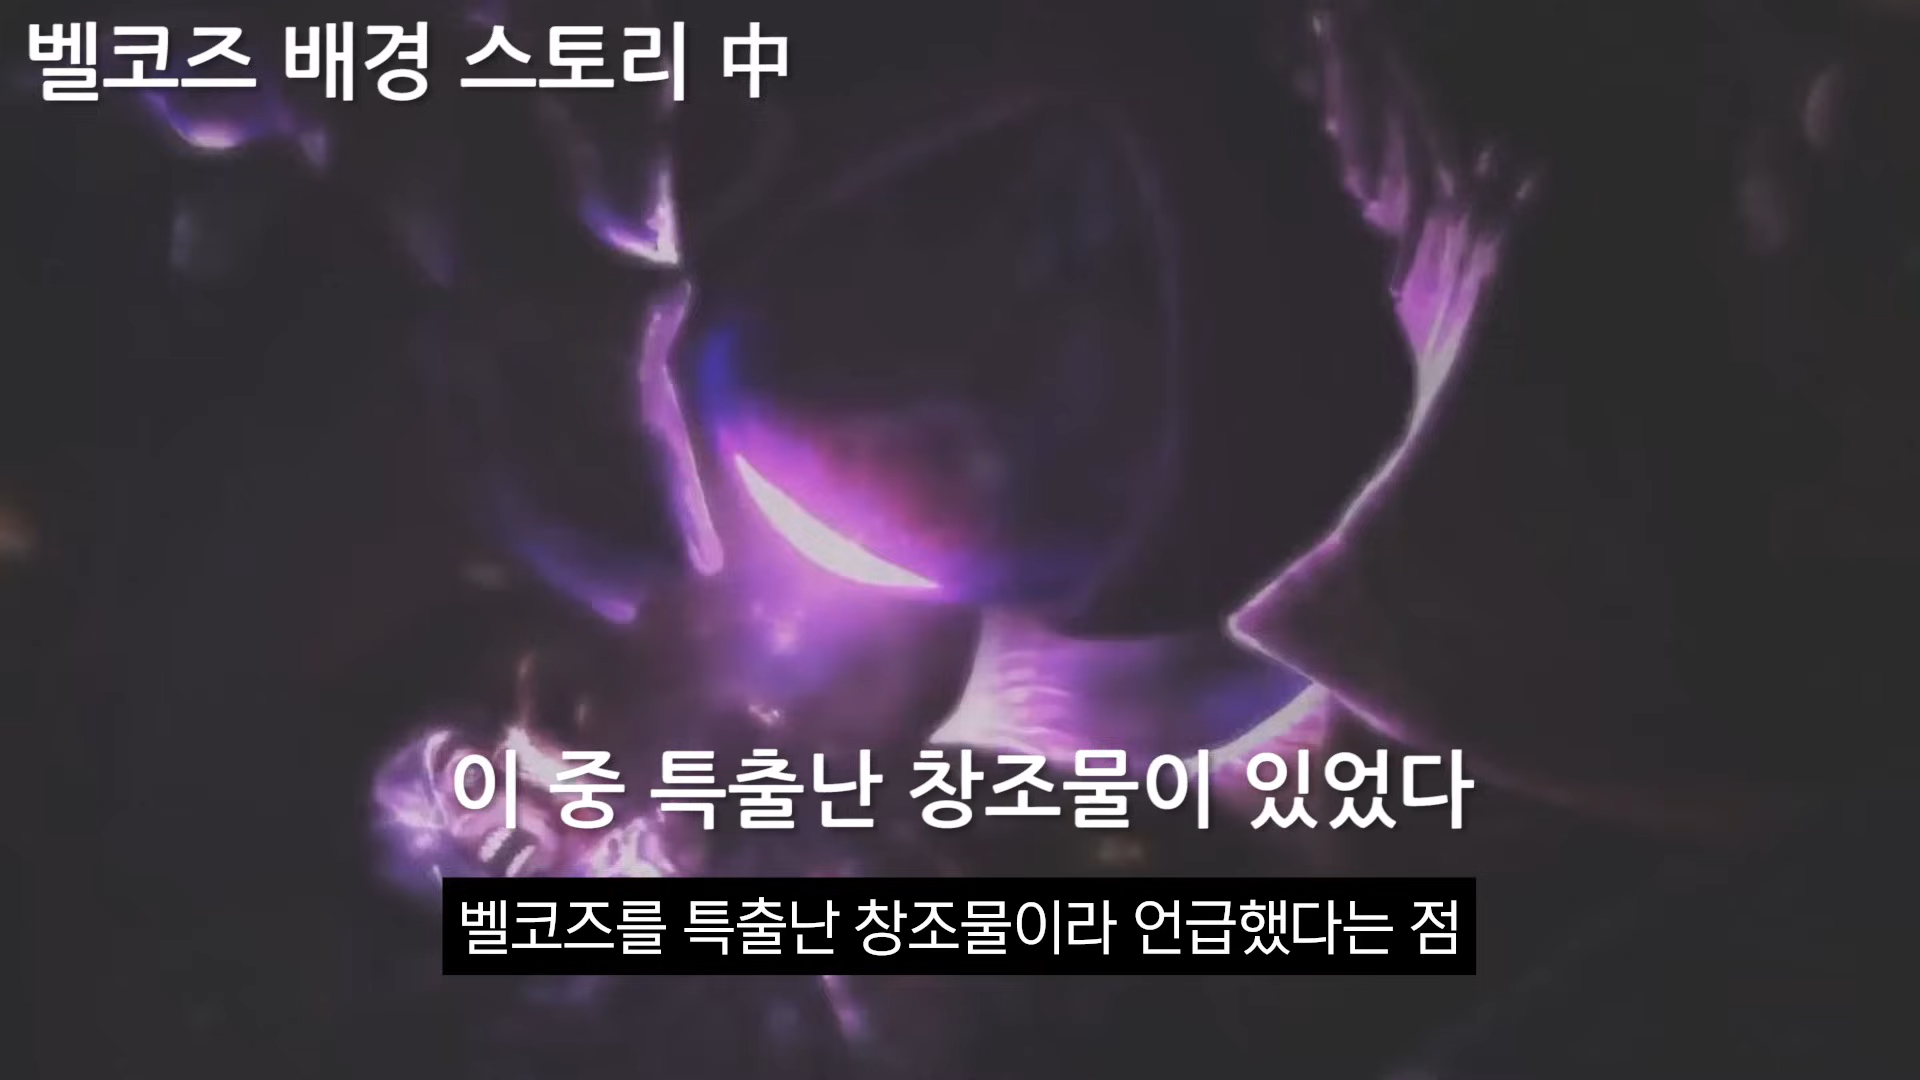 벨코즈 배경 스토리 中
이 중 특출난 창조물이 있었다
벨코즈를 특출난 창조물이라 언급했다는 점